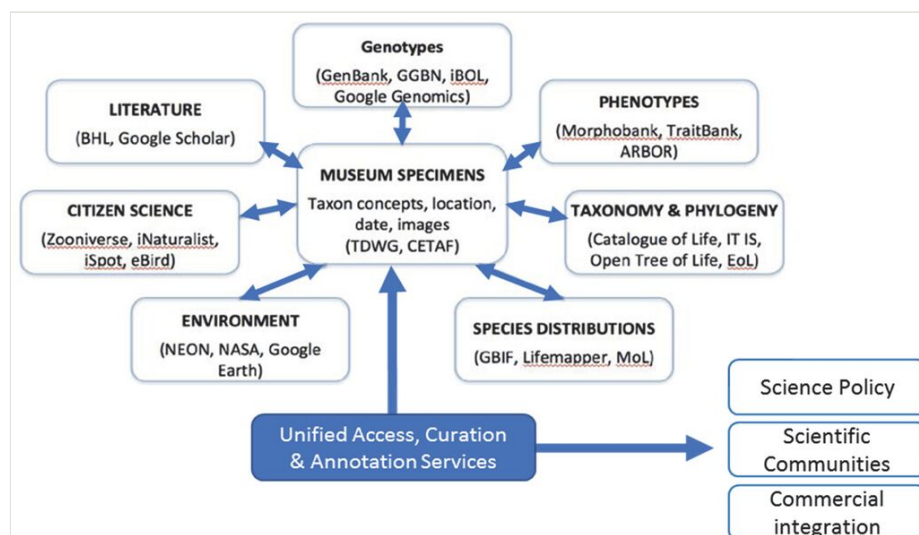 Genotypes
(GenBank, GGBN, iBOL,
Google Genomics)
LITERATURE
(BHL, Google Scholar)
PHENOTYPES
(Morphobank, TraitBank,
ARBOR)
MUSEUM SPECIMENS
Taxon concepts, location,
date, images
(TDWG, CETAF)
CITIZEN SCIENCE
(Zooniverse, iNaturalist,
iSpot, eBird)
TAXONOMY & PHYLOGENY
(Catalogue of Life, IT IS,
Open Tree of Life, EoL)
ENVIRONMENT
(NEON, NASA, Google
Earth)
SPECIES DISTRIBUTIONS
(GBIF, Lifemapper, MoL)
Unified Access, Curation
& Annotation Services
Science Policy
Scientific
Communities
Commercial
integration